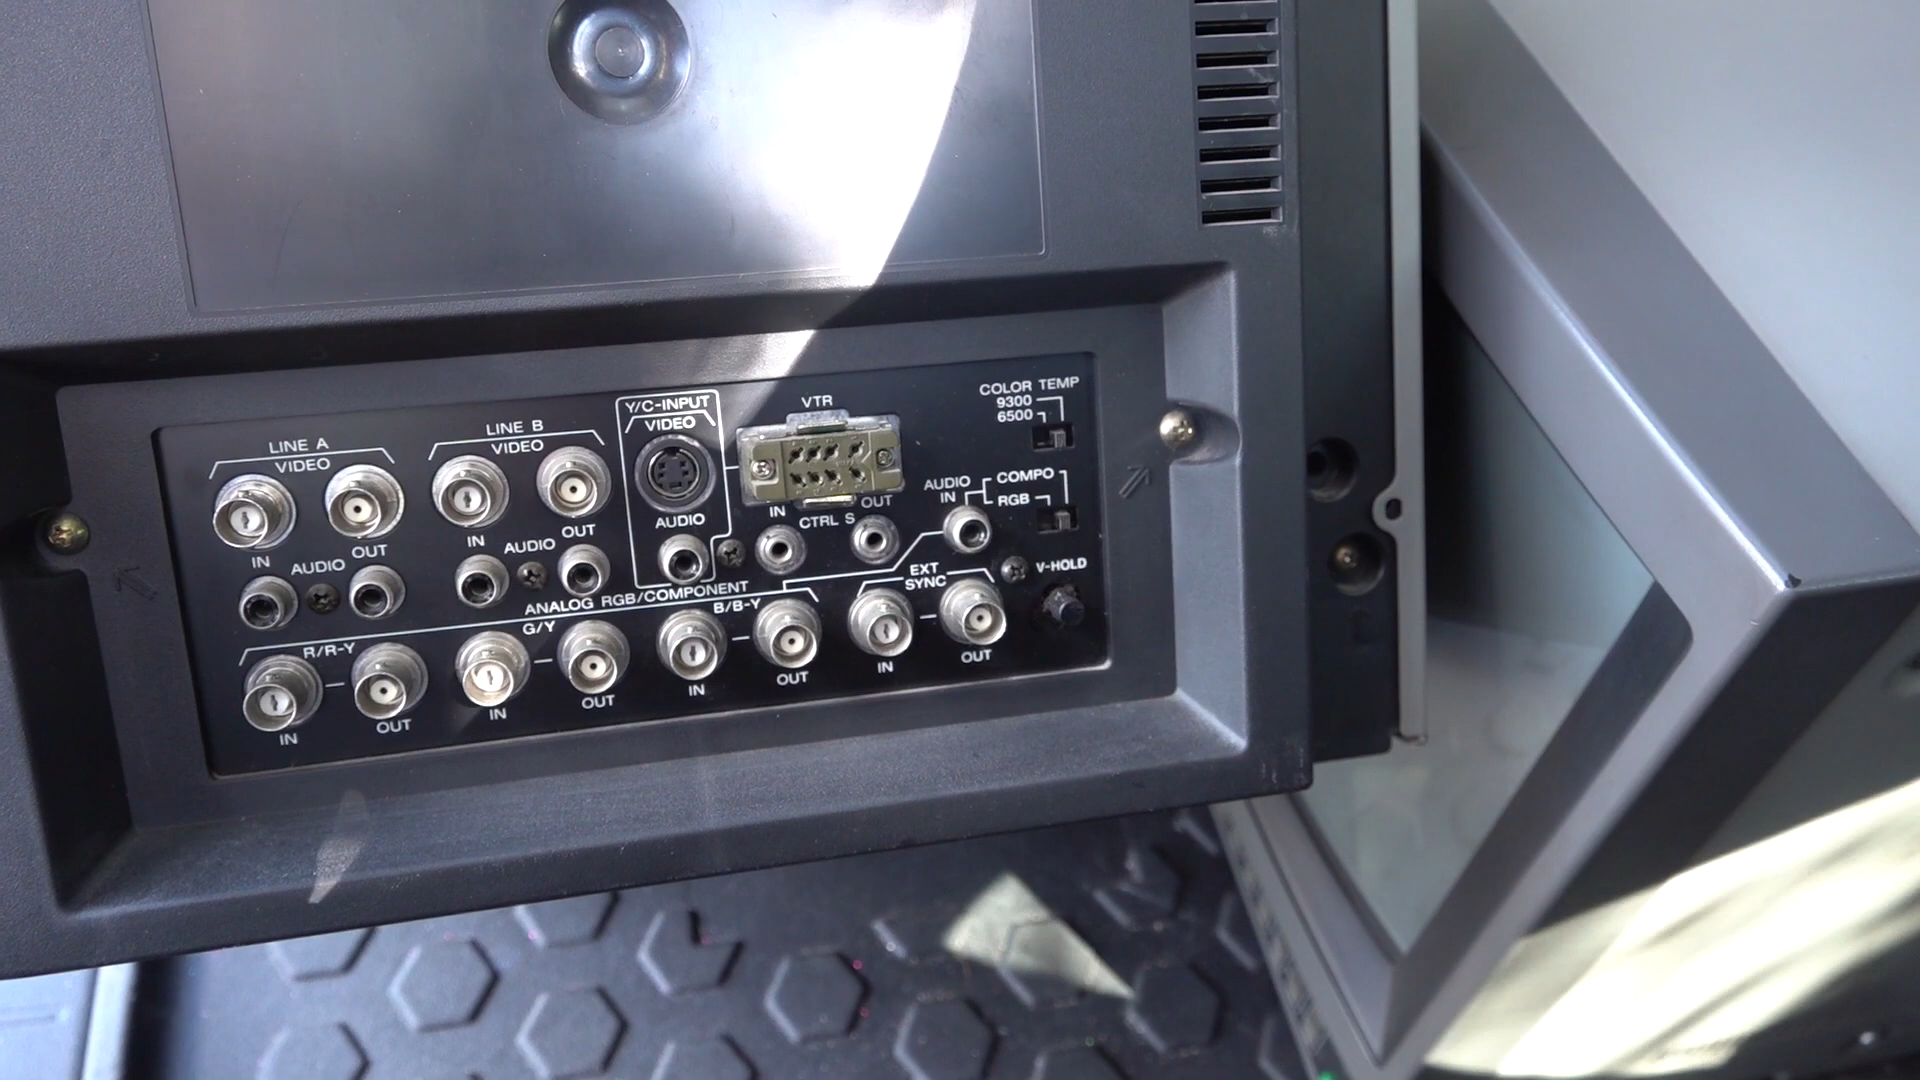 LINE A
VIDEO
IN
OUT
AUDIO
LINE B
VIDEO
IN
OUT
AUDIO
Y/C-INPUT
VIDEO
AUDIO
VTR
IN
CTRL S
OUT
COLOR TEMP
9300
6500
AUDIO
IN
COMPO
RGB
V-HOLD
ANALOG RGB/COMPONENT
R/R-Y
IN
OUT
G/Y
IN
OUT
B/B-Y
IN
OUT
EXT
SYNC
IN
OUT